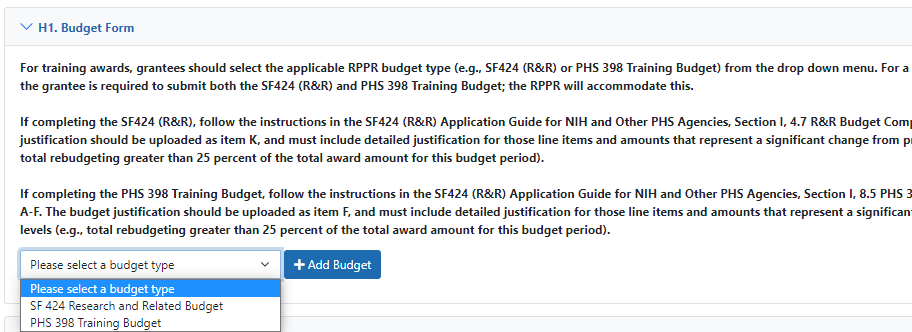 H1. Budget Form
For training awards, grantees should select the applicable RPPR budget type (e.g., SF424 (R&R) or PHS 398 Training Budget) from the drop down menu. For a
the grantee is required to submit both the SF424 (R&R) and PHS 398 Training Budget; the RPPR will accommodate this.
If completing the SF424 (R&R), follow the instructions in the SF424 (R&R) Application Guide for NIH and Other PHS Agencies, Section I, 4.7 R&R Budget
justification should be uploaded as item K, and must include detailed justification for those line items and amounts that represent a significant change from
total rebudgeting greater than 25 percent of the total award amount for this budget period).
If completing the PHS 398 Training Budget, follow the instructions in the SF424 (R&R) Application Guide for NIH and Other PHS Agencies, Section I, 8.5 PHS
A-F. The budget justification should be uploaded as item F, and must include detailed justification for those line items and amounts that represent a
levels (e.g., total rebudgeting greater than 25 percent of the total award amount for this budget period).
Please select a budget type
+ Add Budget
Please select a budget type
SF 424 Research and Related Budget
PHS 398 Training Budget